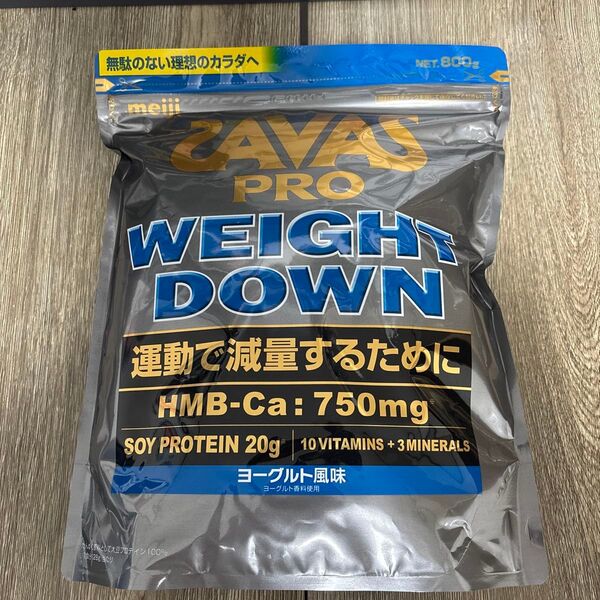 無駄のない理想のカラダへ
NET. 800g
meiji
SAVAS
PRO
WEIGHT
DOWN
運動で減量するために
HMB-Ca：750mg※
SOY PROTEIN 20g
10 VITAMINS + 3 MINERALS
ヨーグルト風味
ヨーグルト香料使用